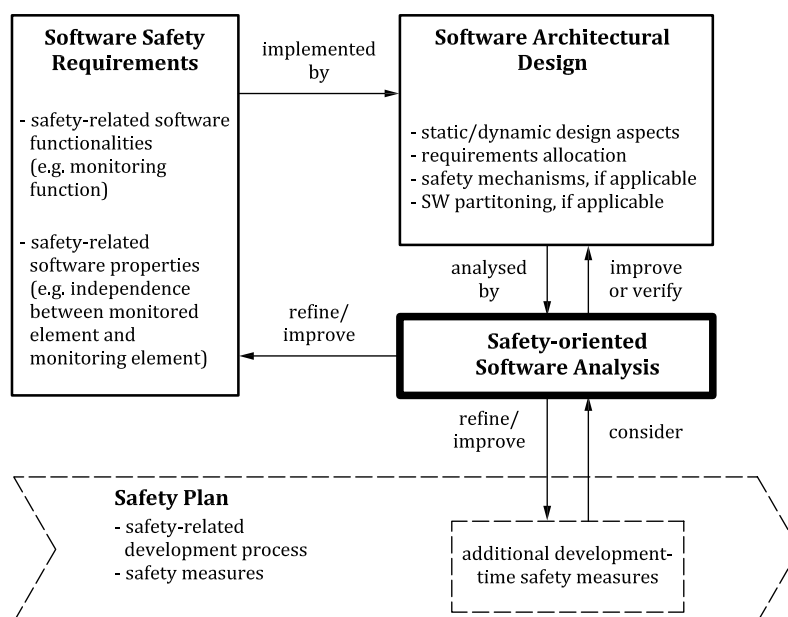 Software Safety
Requirements
- safety-related software
functionalities
(e.g. monitoring
function)
- safety-related
software properties
(e.g. independence
between monitored
element and
monitoring element)
implemented
by
Software Architectural
Design
- static/dynamic design aspects
- requirements allocation
- safety mechanisms, if applicable
- SW partitoning, if applicable
analysed
by
improve
or verify
refine/
improve
Safety-oriented
Software Analysis
refine/
improve
consider
Safety Plan
- safety-related
development process
- safety measures
additional development-
time safety measures